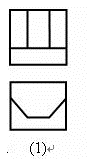 . (1)↵